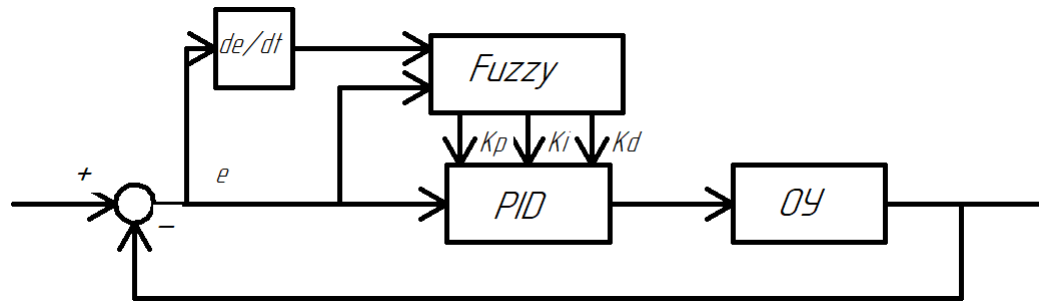 de/dt
Fuzzy
Kp Ki Kd
+
e
PID
ОУ
−